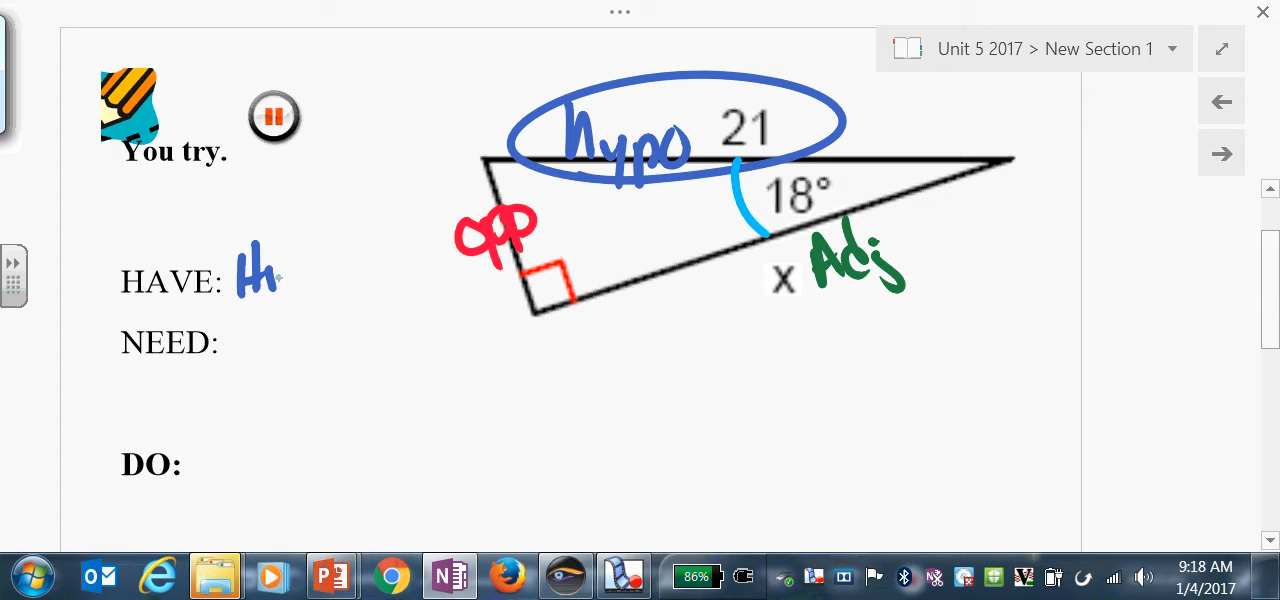 Unit 5 2017 > New Section 1
You try.
hypo 21
18°
opp
x Adj
HAVE: Hy
NEED:
DO:
86%
9:18 AM
1/4/2017